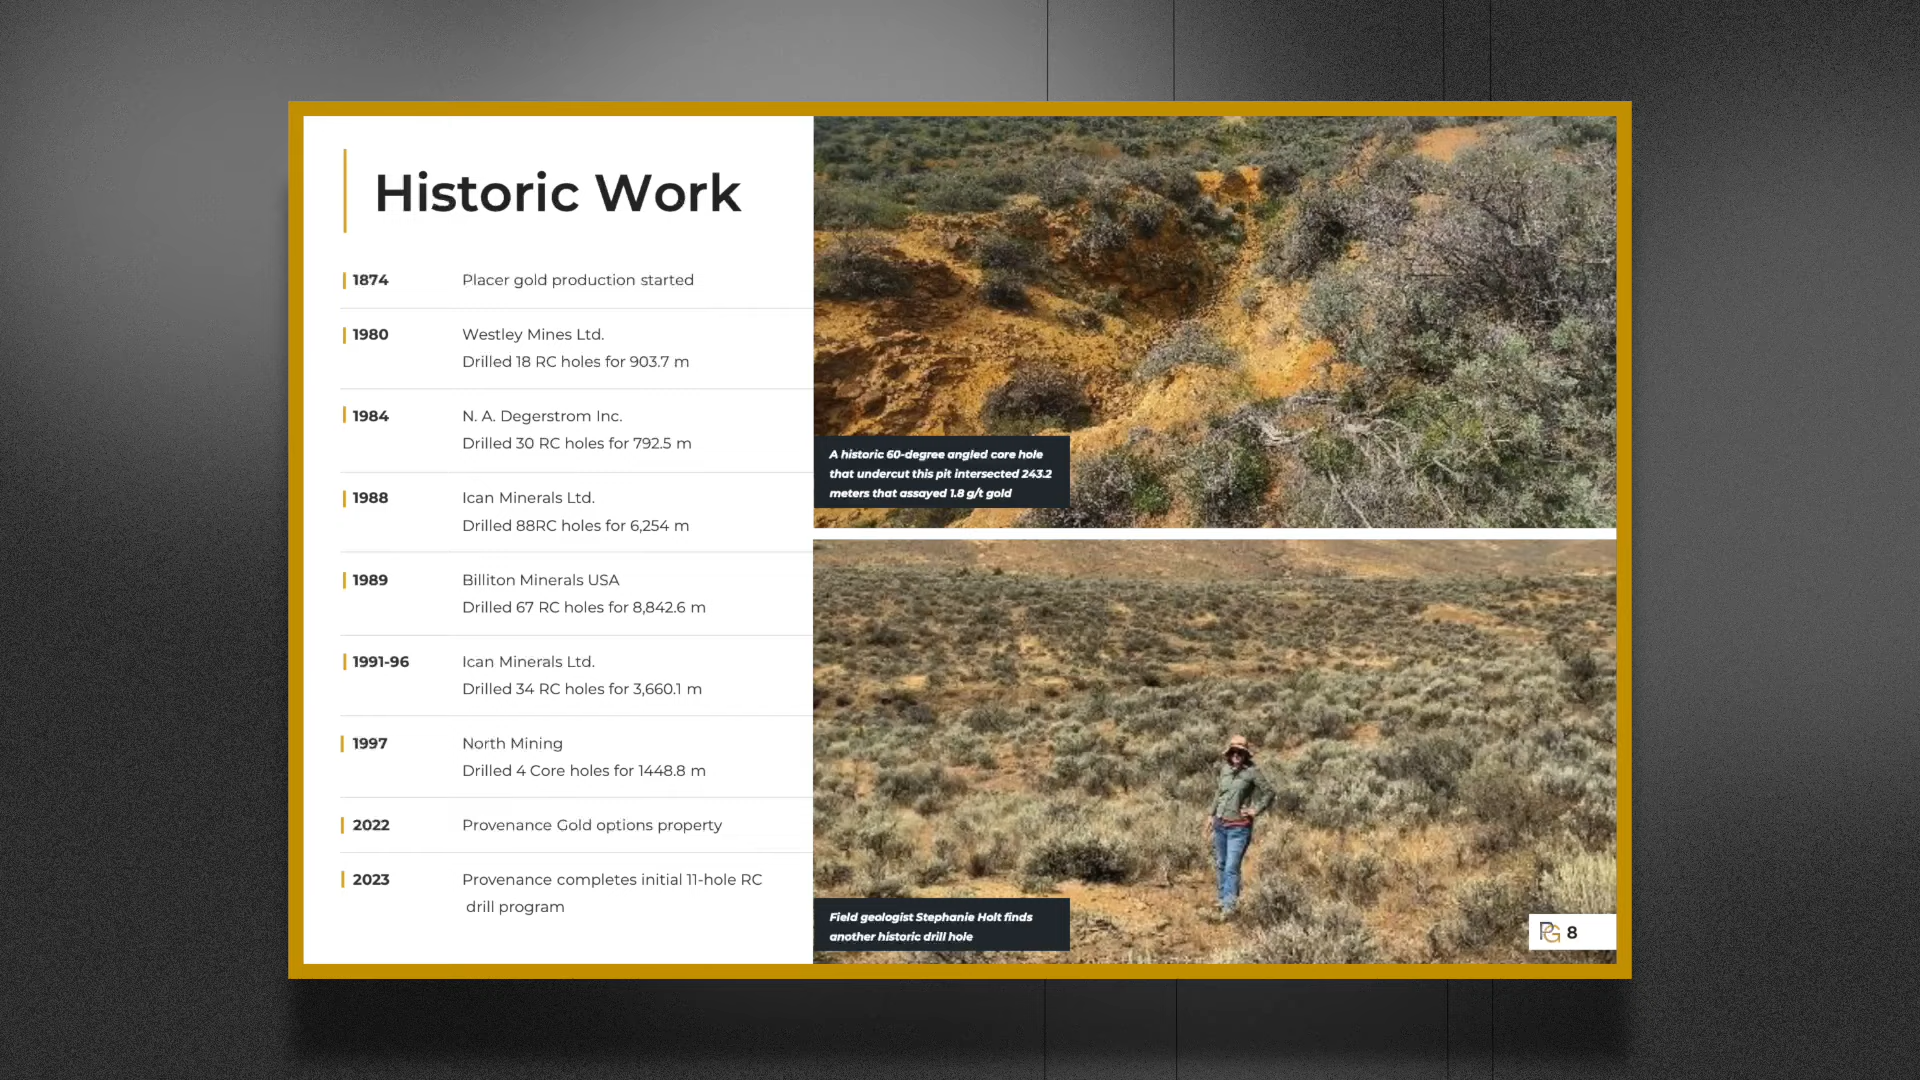 Historic Work
1874 Placer gold production started
1980 Westley Mines Ltd.
Drilled 18 RC holes for 903.7 m
1984 N. A. Degerstrom Inc.
Drilled 30 RC holes for 792.5 m
1988 Ican Minerals Ltd.
Drilled 88RC holes for 6,254 m
1989 Billiton Minerals USA
Drilled 67 RC holes for 8,842.6 m
1991-96 Ican Minerals Ltd.
Drilled 34 RC holes for 3,660.1 m
1997 North Mining
Drilled 4 Core holes for 1448.8 m
2022 Provenance Gold options property
2023 Provenance completes initial 11-hole RC
drill program
A historic 60-degree angled core hole
that undercut this pit intersected 243.2
meters that assayed 1.8 g/t gold
Field geologist Stephanie Holt finds
another historic drill hole
PG 8